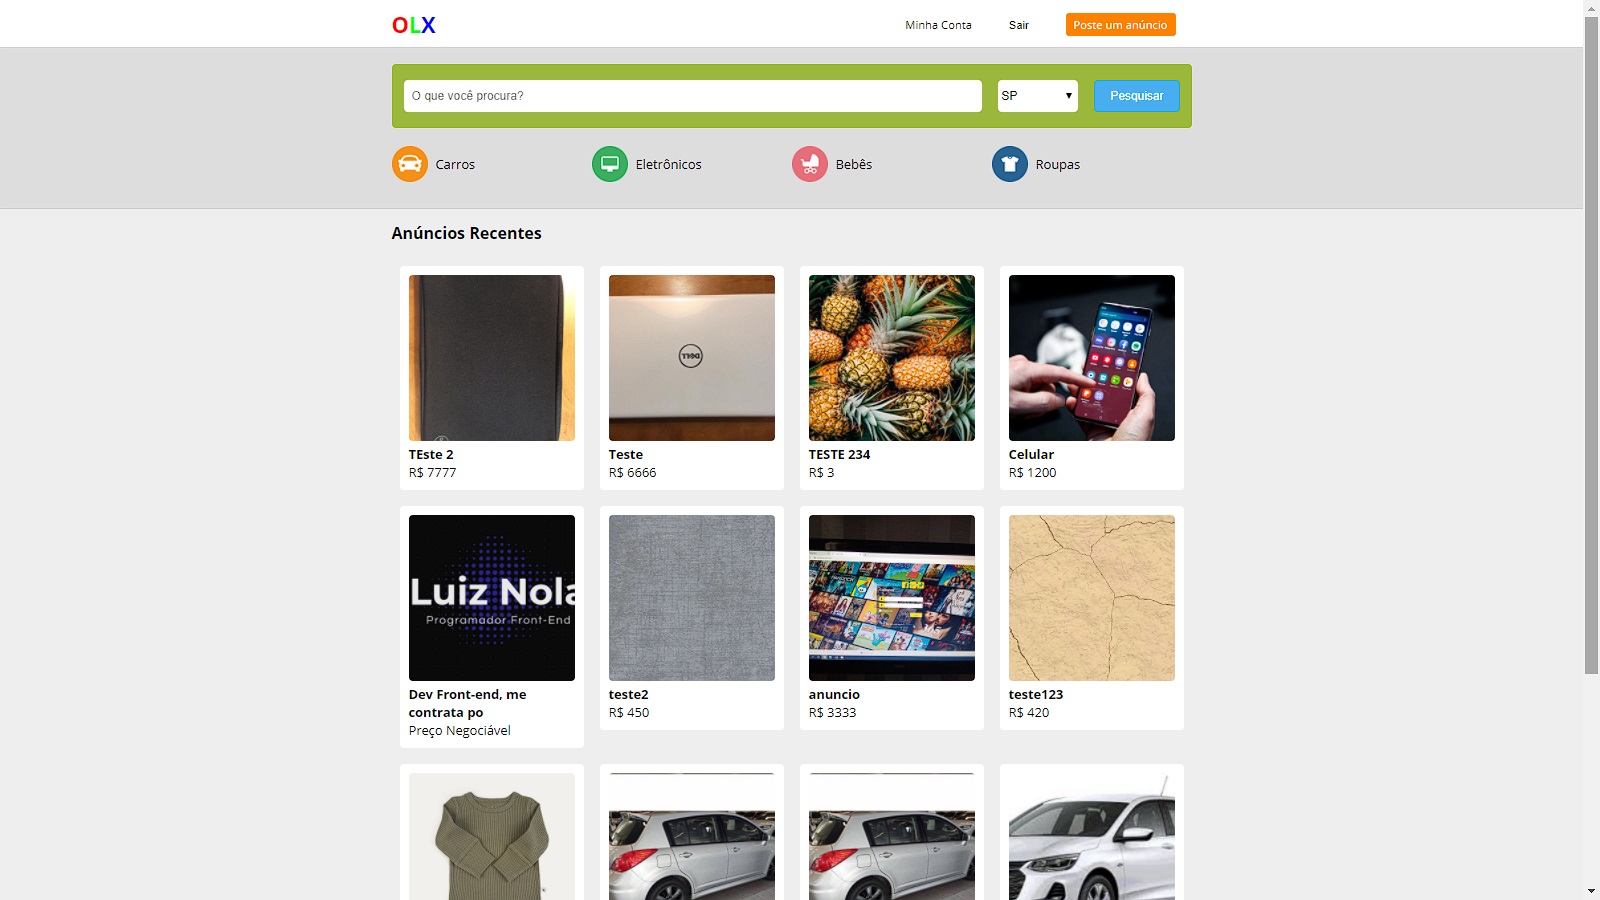 OLX
Minha Conta
Sair
Poste um anúncio
O que você procura?
SP
Pesquisar
Carros
Eletrônicos
Bebês
Roupas
Anúncios Recentes
DELL
TEste 2
R$ 7777
Teste
R$ 6666
TESTE 234
R$ 3
Celular
R$ 1200
Luiz Nola
Programador Front-End
Dev Front-end, me
contrata po
Preço Negociável
teste2
R$ 450
anuncio
R$ 3333
teste123
R$ 420